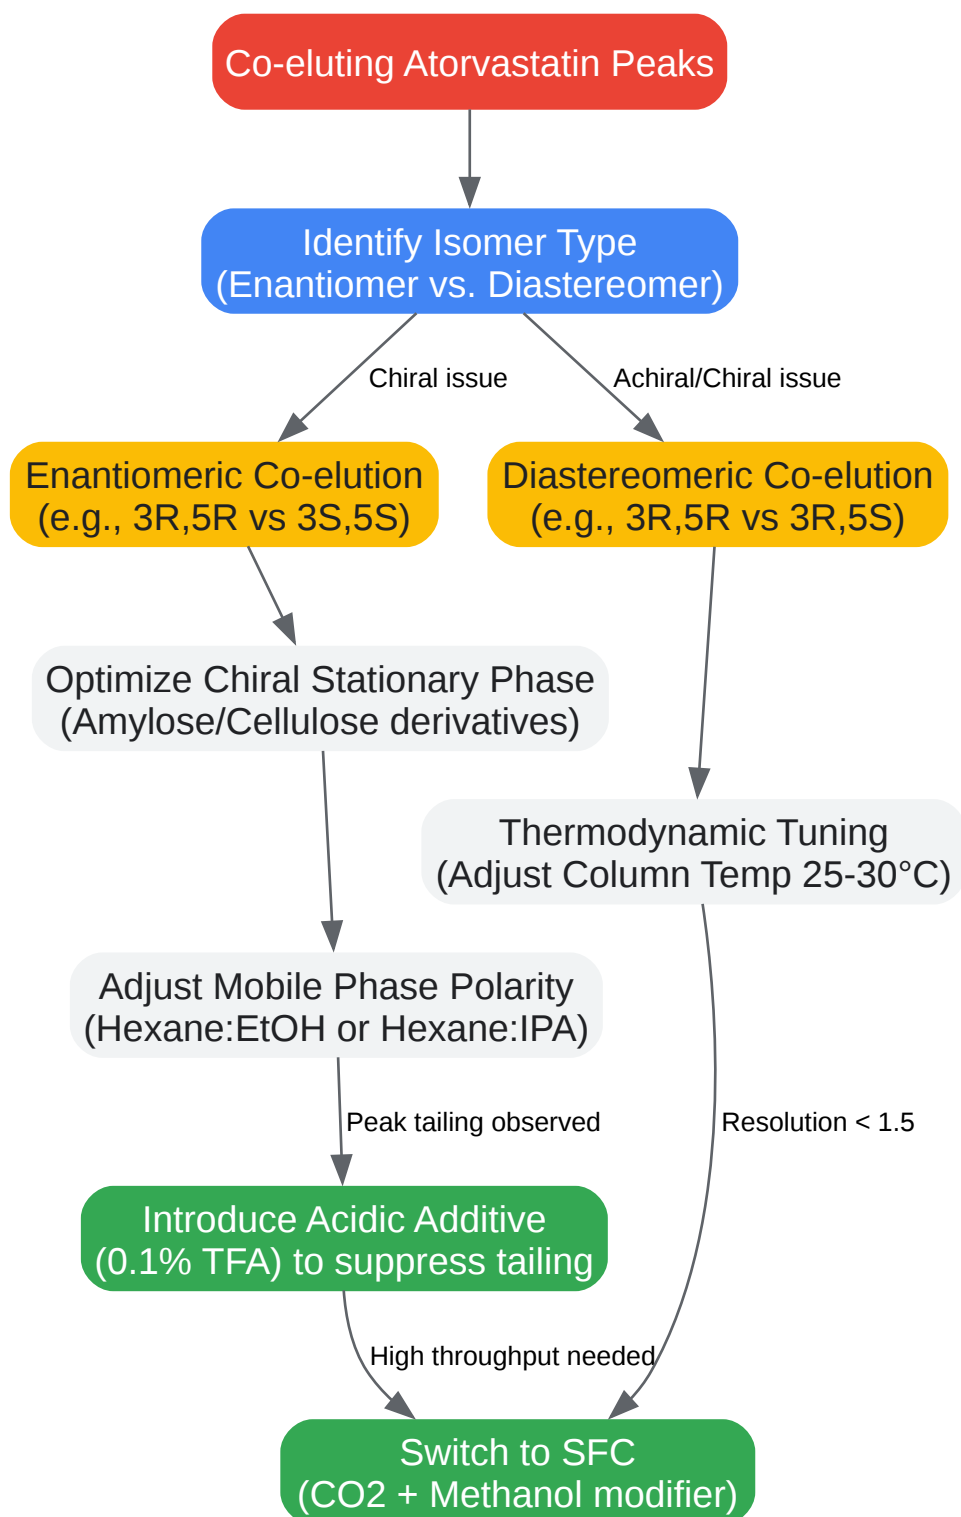 Co-eluting Atorvastatin Peaks
Identify Isomer Type
(Enantiomer vs. Diastereomer)
Chiral issue
Achiral/Chiral issue
Enantiomeric Co-elution
(e.g., 3R,5R vs 3S,5S)
Diastereomeric Co-elution
(e.g., 3R,5R vs 3R,5S)
Optimize Chiral Stationary Phase
(Amylose/Cellulose derivatives)
Thermodynamic Tuning
(Adjust Column Temp 25-30°C)
Adjust Mobile Phase Polarity
(Hexane:EtOH or Hexane:IPA)
Peak tailing observed
Resolution < 1.5
Introduce Acidic Additive
(0.1% TFA) to suppress tailing
High throughput needed
Switch to SFC
(CO2 + Methanol modifier)